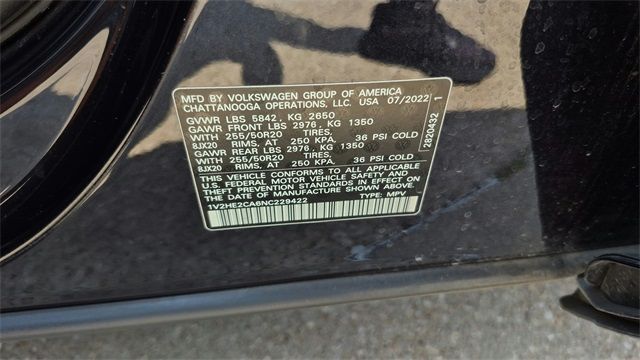 MFD BY VOLKSWAGEN GROUP OF AMERICA
CHATTANOOGA OPERATIONS, LLC. USA 07/2022
GVWR LBS 5842, KG 2650
GAWR FRONT LBS 2976, KG 1350
WITH 255/50R20 TIRES,
8JX20 RIMS, AT 250 KPA, 36 PSI COLD
GAWR REAR LBS 2976, KG 1350
WITH 255/50R20 TIRES,
8JX20 RIMS, AT 250 KPA, 36 PSI COLD
THIS VEHICLE CONFORMS TO ALL APPLICABLE
U.S. FEDERAL MOTOR VEHICLE SAFETY AND
THEFT PREVENTION STANDARDS IN EFFECT ON
THE DATE OF MANUFACTURE SHOWN ABOVE.
1V2HE2CA6NC229422 TYPE: MPV
2820432 1